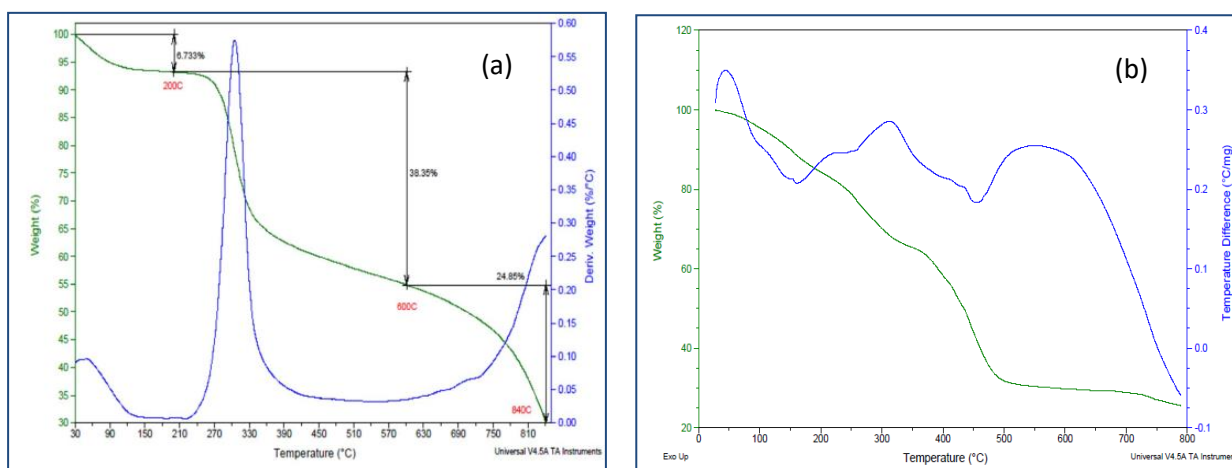 (a)
100
95
90
85
80
75
70
65
60
55
50
45
40
35
30
Weight (%)
6.733%
200C
38.35%
600C
24.85%
840C
0.60
0.55
0.50
0.45
0.40
0.35
0.30
0.25
0.20
0.15
0.10
0.05
0.00
Deriv. Weight (%/°C)
30 90 150 210 270 330 390 450 510 570 630 690 750
Temperature (°C)
Universal V4.5A TA Instruments
(b)
120
100
80
60
40
20
Weight (%)
0.4
0.3
0.2
0.1
0.0
-0.1
Temperature Difference (°C/mg)
0 100 200 300 400 500 600 700 800
Exo Up
Temperature (°C)
Universal V4.5A TA Instrumen